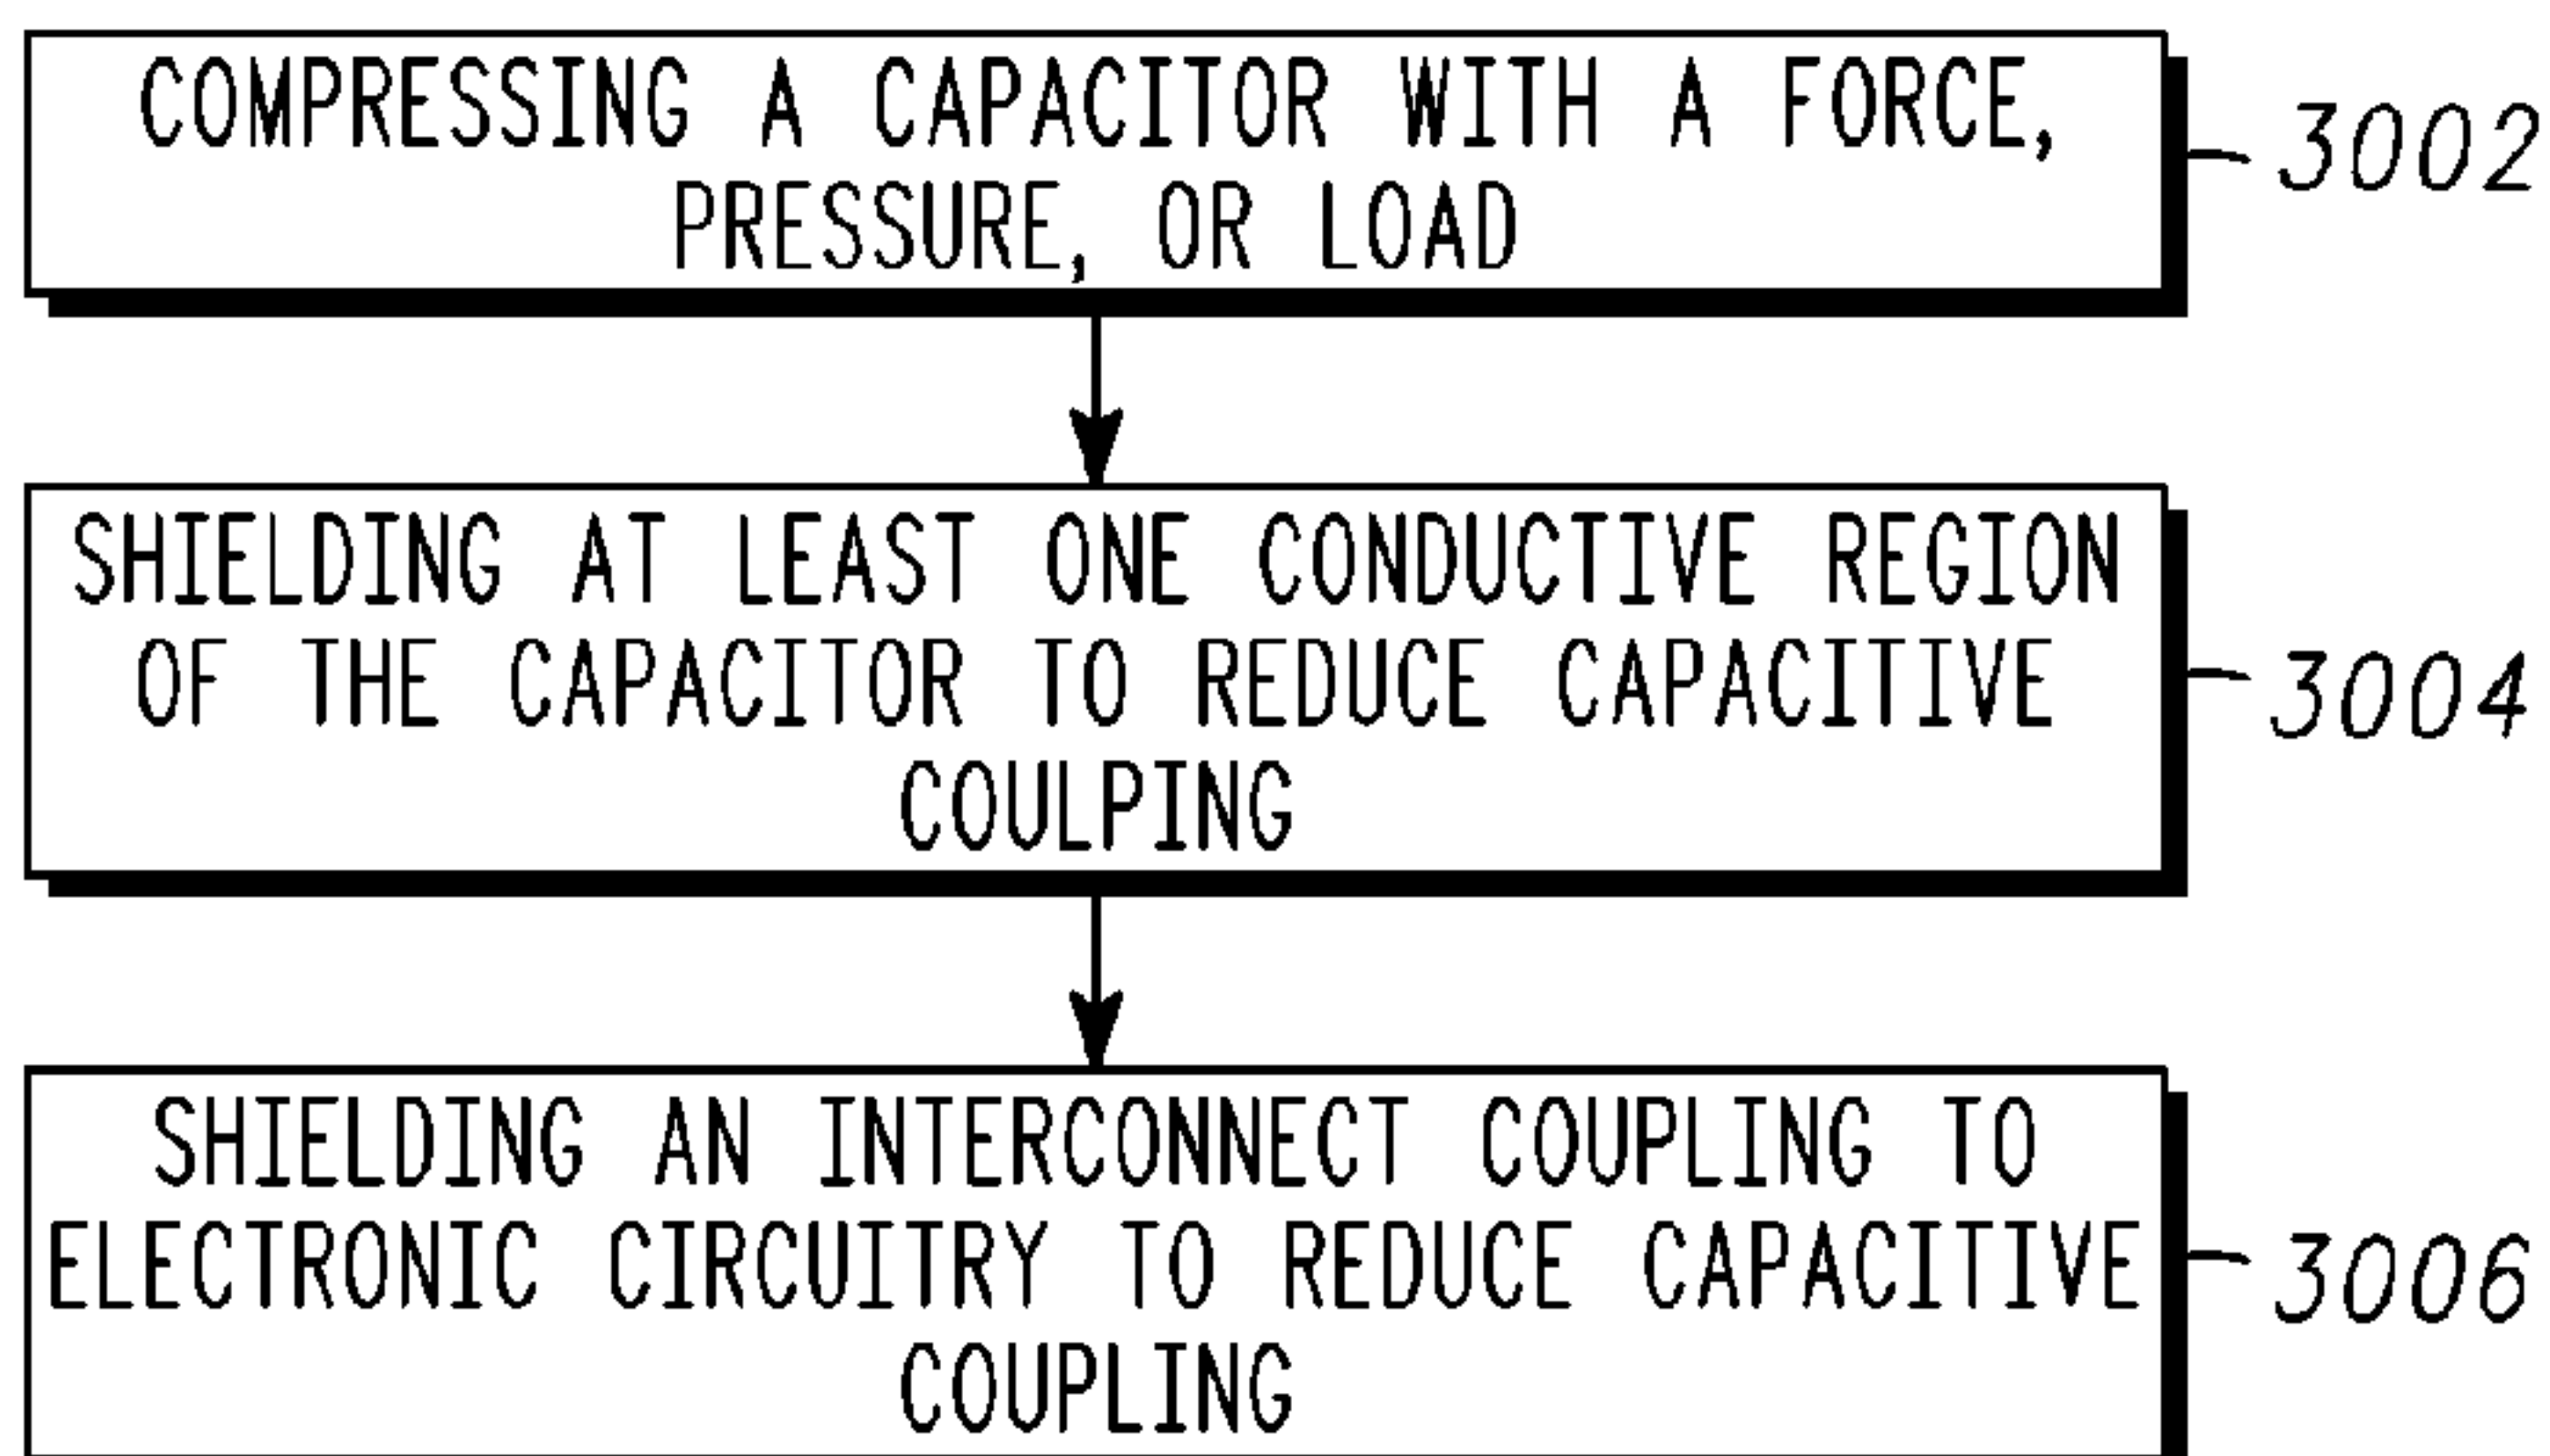 COMPRESSING A CAPACITOR WITH A FORCE,
PRESSURE, OR LOAD
3002
SHIELDING AT LEAST ONE CONDUCTIVE REGION
OF THE CAPACITOR TO REDUCE CAPACITIVE
COULPING
3004
SHIELDING AN INTERCONNECT COUPLING TO
ELECTRONIC CIRCUITRY TO REDUCE CAPACITIVE
COUPLING
3006